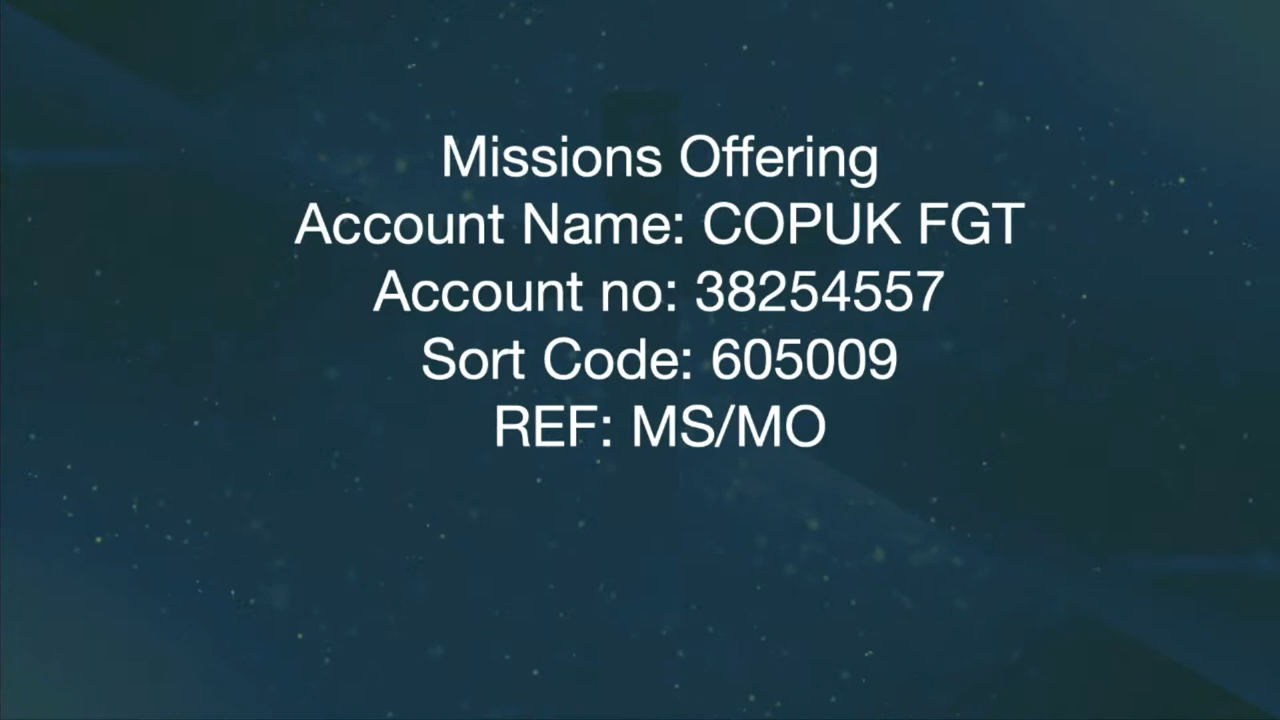 Missions Offering
Account Name: COPUK FGT
Account no: 38254557
Sort Code: 605009
REF: MS/MO